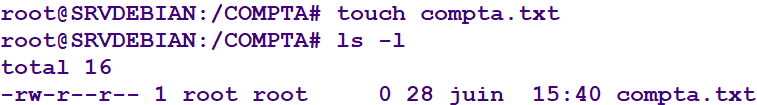 root@SRVDEBIAN:/COMPTA# touch compta.txt
root@SRVDEBIAN:/COMPTA# ls -l
total 16
-rw-r--r-- 1 root root     0 28 juin  15:40 compta.txt